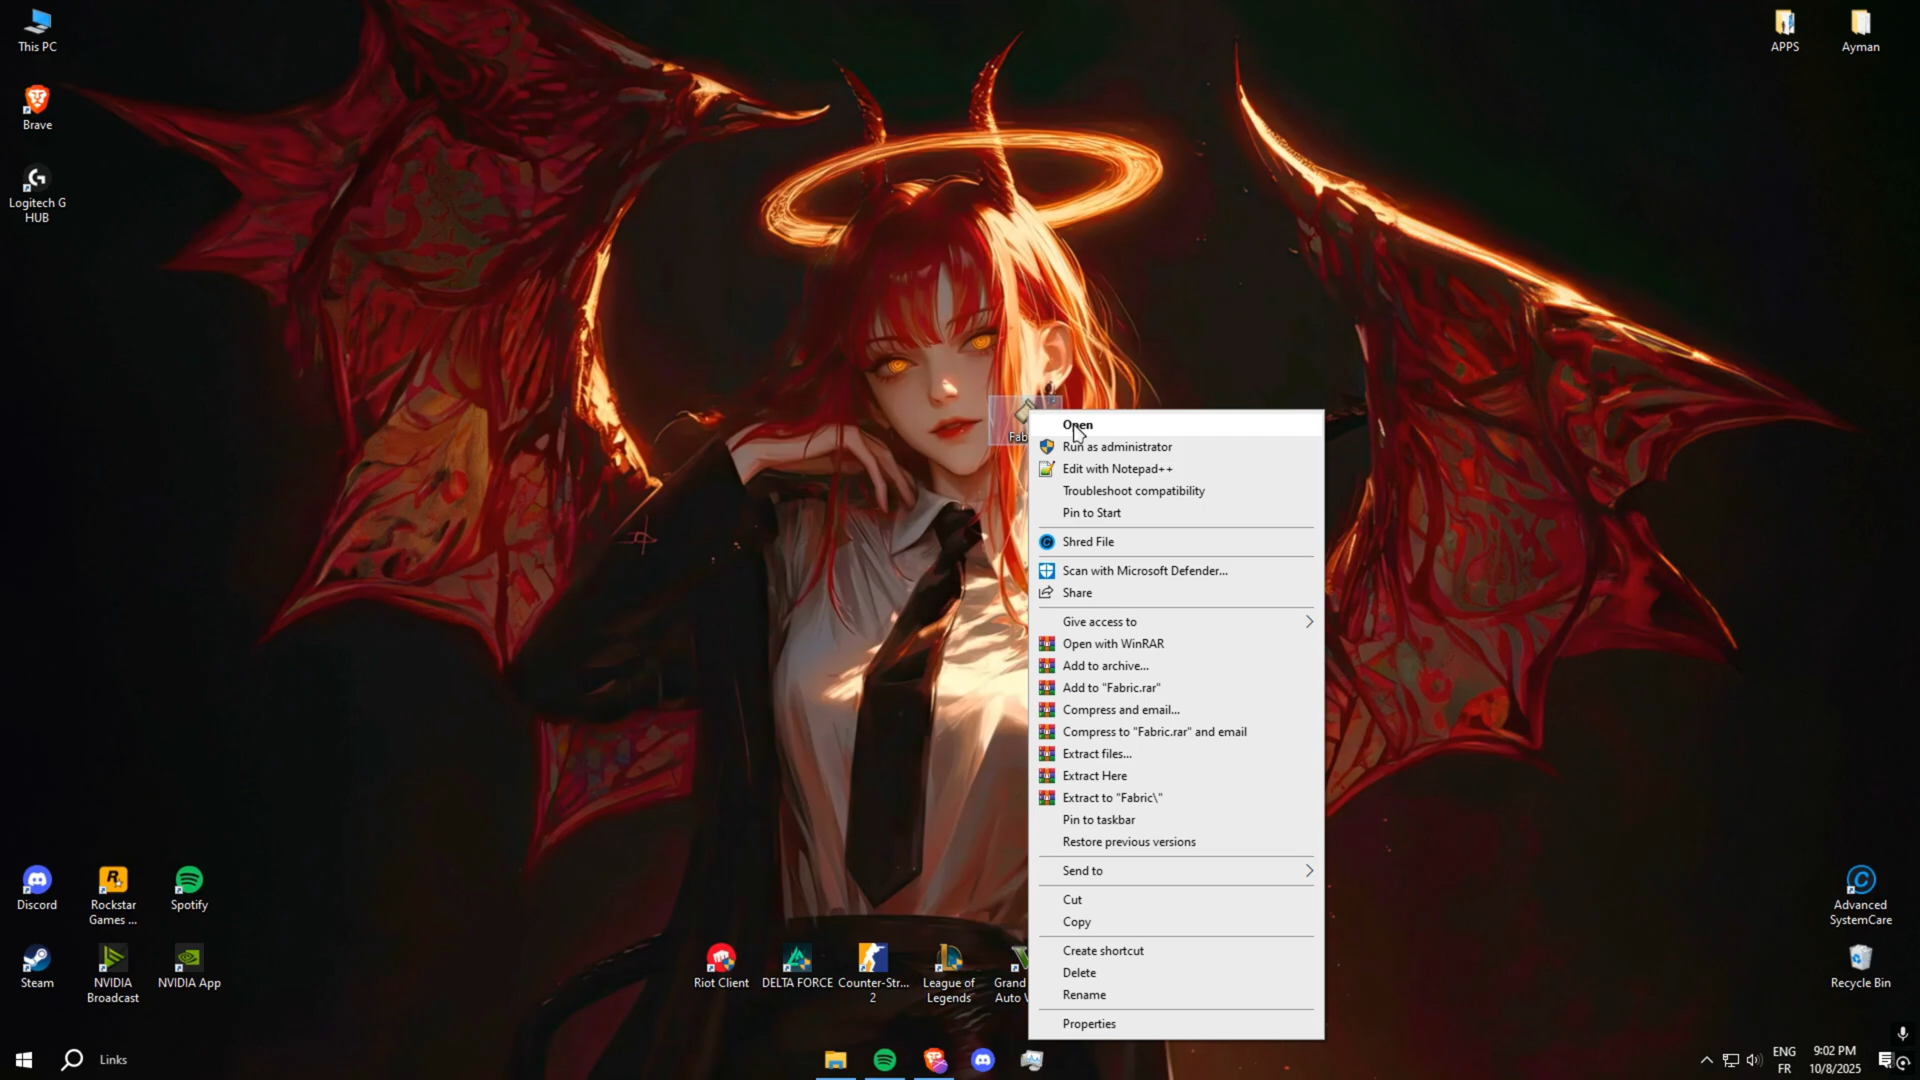 This PC
Brave
Logitech G
HUB
APPS
Ayman
Open
Run as administrator
Edit with Notepad++
Troubleshoot compatibility
Pin to Start
Shred File
Scan with Microsoft Defender...
Share
Give access to
Open with WinRAR
Add to archive...
Add to "Fabric.rar"
Compress and email...
Compress to "Fabric.rar" and email
Extract files...
Extract Here
Extract to "Fabric\"
Pin to taskbar
Restore previous versions
Send to
Cut
Copy
Create shortcut
Delete
Rename
Properties
Discord
Rockstar
Games ...
Spotify
Steam
NVIDIA
Broadcast
NVIDIA App
Riot Client
DELTA FORCE
Counter-Str...
2
League of
Legends
Grand
Auto
Advanced
SystemCare
Recycle Bin
Links
ENG
FR
9:02 PM
10/8/2025